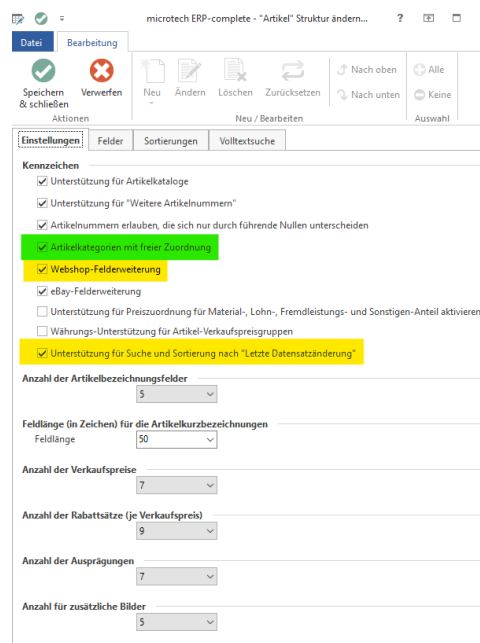 microtech ERP-complete - "Artikel" Struktur ändern...
?
Datei Bearbeitung
Speichern & schließen
Verwerfen
Neu
Ändern
Löschen
Zurücksetzen
Nach oben
Nach unten
Alle
Keine
Aktionen
Neu / Bearbeiten
Auswahl
Einstellungen Felder Sortierungen Volltextsuche
Kennzeichen
Unterstützung für Artikelkataloge
Unterstützung für "Weitere Artikelnummern"
Artikelnummern erlauben, die sich nur durch führende Nullen unterscheiden
Artikelkategorien mit freier Zuordnung
Webshop-Felderweiterung
eBay-Felderweiterung
Unterstützung für Preiszuordnung für Material-, Lohn-, Fremdleistungs- und Sonstigen-Anteil aktivieren
Währungs-Unterstützung für Artikel-Verkaufspreisgruppen
Unterstützung für Suche und Sortierung nach "Letzte Datensatzänderung"
Anzahl der Artikelbezeichnungsfelder
5
Feldlänge (in Zeichen) für die Artikelkurzbezeichnungen
Feldlänge 50
Anzahl der Verkaufspreise
7
Anzahl der Rabattsätze (je Verkaufspreis)
9
Anzahl der Ausprägungen
7
Anzahl für zusätzliche Bilder
5